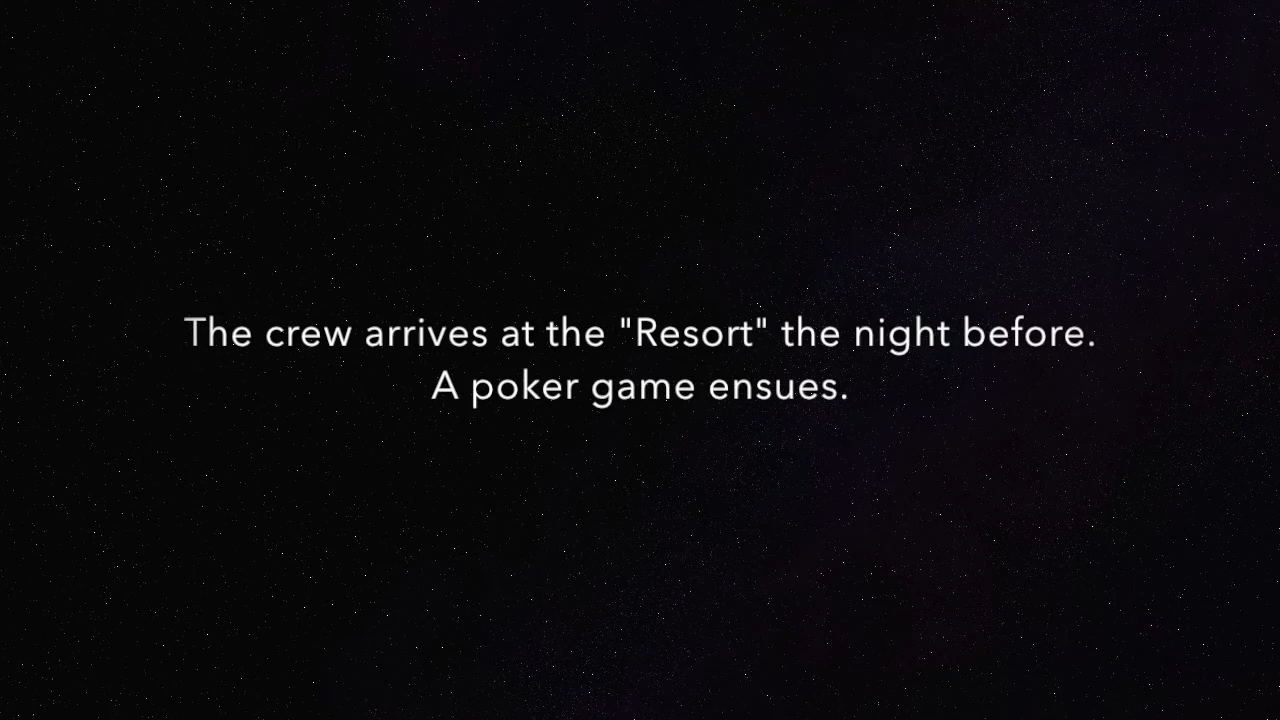 The crew arrives at the "Resort" the night before.
A poker game ensues.